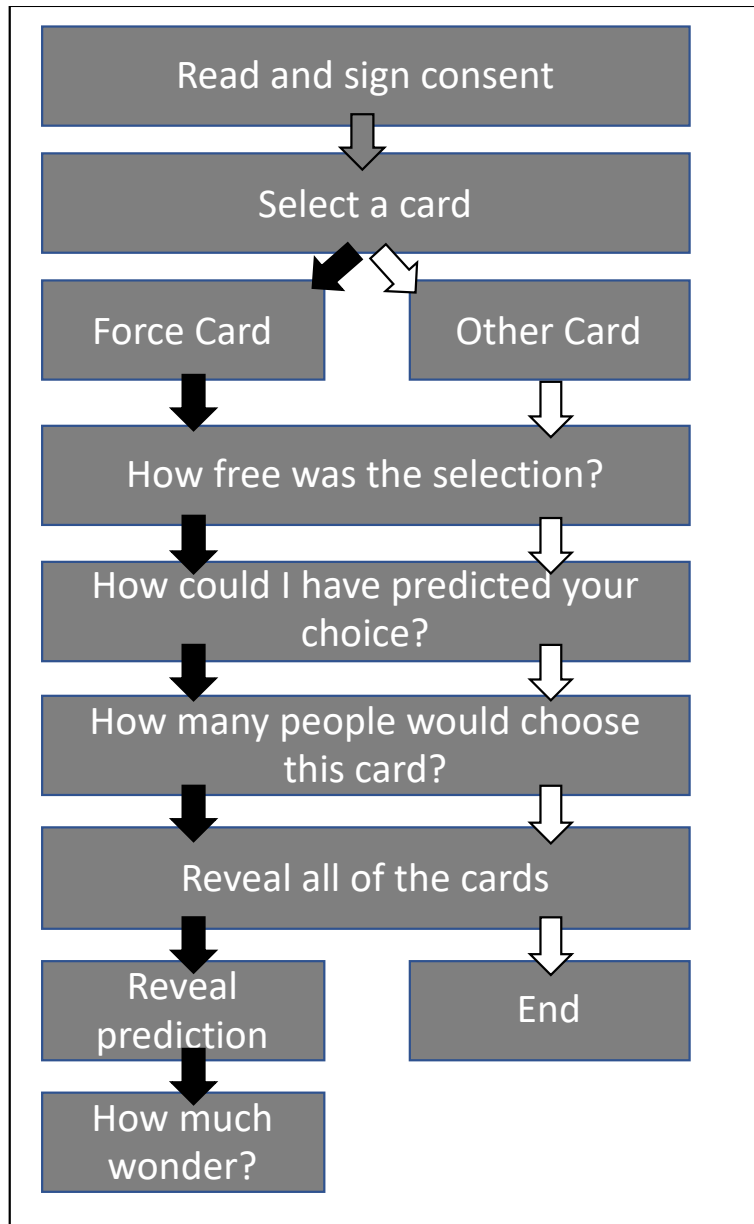 Read and sign consent
Select a card
Force Card
Other Card
How free was the selection?
How could I have predicted your
choice?
How many people would choose
this card?
Reveal all of the cards
Reveal
prediction
End
How much
wonder?